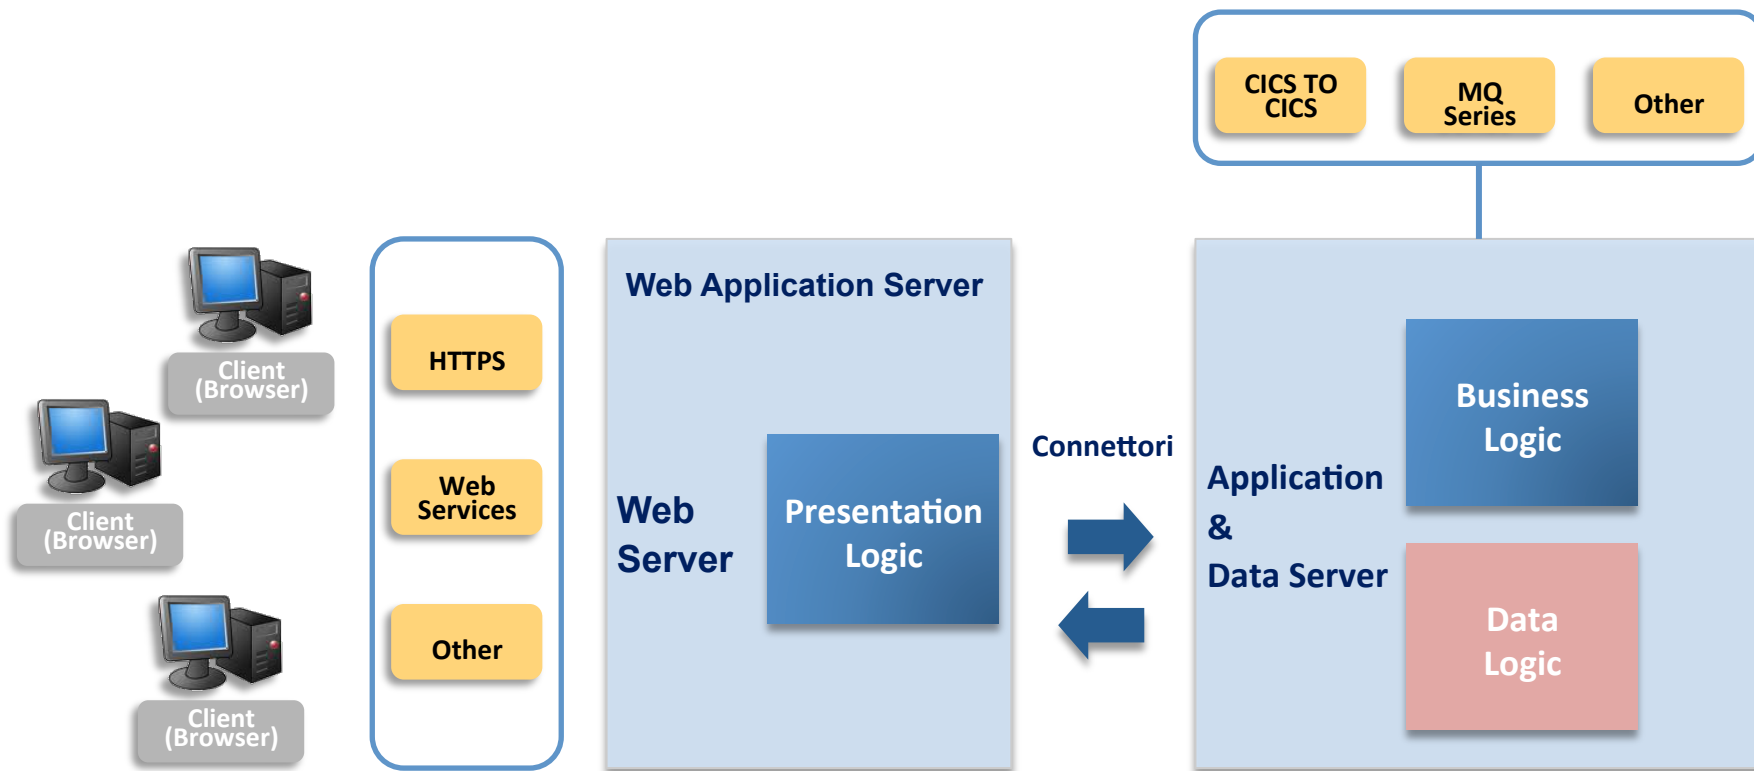 CICS TO
CICS
MQ
Series
Other
Client
(Browser)
Client
(Browser)
Client
(Browser)
HTTPS
Web
Services
Other
Web Application Server
Web
Server
Presentation
Logic
Connettori
Application
&
Data Server
Business
Logic
Data
Logic